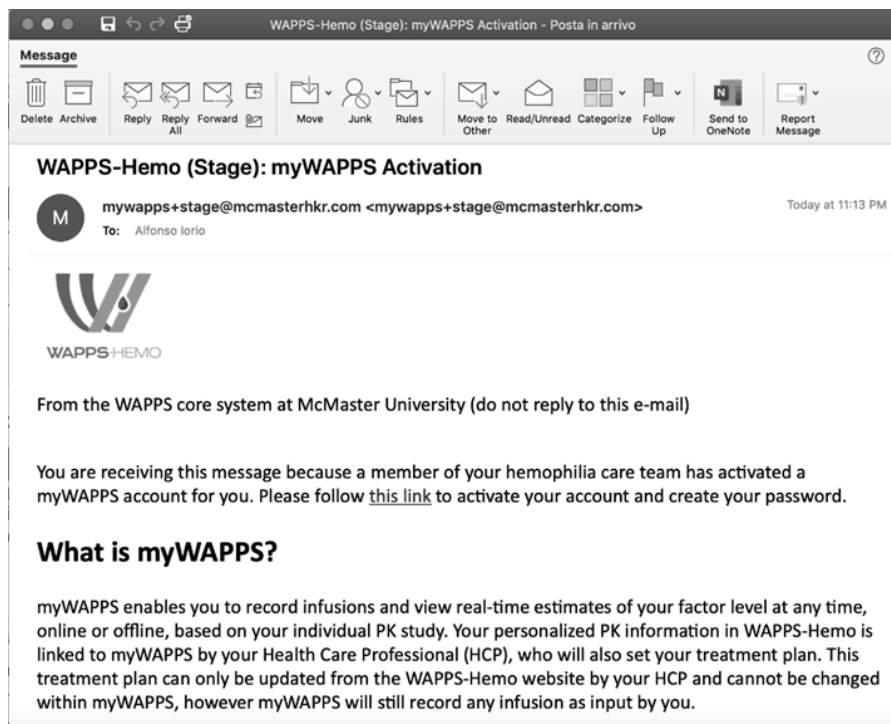 WAPPS-Hemo (Stage): myWAPPS Activation - Posta in arrivo
Message
Delete Archive Reply Reply All Forward Move Junk Rules Move to Other Read/Unread Categorize Follow Up Send to OneNote Report Message
WAPPS-Hemo (Stage): myWAPPS Activation
M
mywapps+stage@mcmasterhkr.com <mywapps+stage@mcmasterhkr.com> Today at 11:13 PM
To: Alfonso Iorio
WAPPS-HEMO
From the WAPPS core system at McMaster University (do not reply to this e-mail)
You are receiving this message because a member of your hemophilia care team has activated a
myWAPPS account for you. Please follow this link to activate your account and create your password.
What is myWAPPS?
myWAPPS enables you to record infusions and view real-time estimates of your factor level at any time,
online or offline, based on your individual PK study. Your personalized PK information in WAPPS-Hemo is
linked to myWAPPS by your Health Care Professional (HCP), who will also set your treatment plan. This
treatment plan can only be updated from the WAPPS-Hemo website by your HCP and cannot be changed
within myWAPPS, however myWAPPS will still record any infusion as input by you.